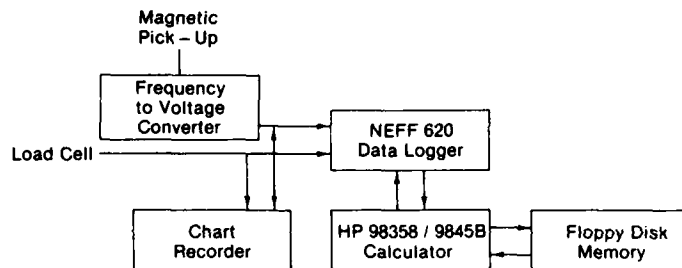 Magnetic
Pick – Up
Frequency
to Voltage
Converter
NEFF 620
Data Logger
Load Cell
Chart
Recorder
HP 98358 / 9845B
Calculator
Floppy Disk
Memory